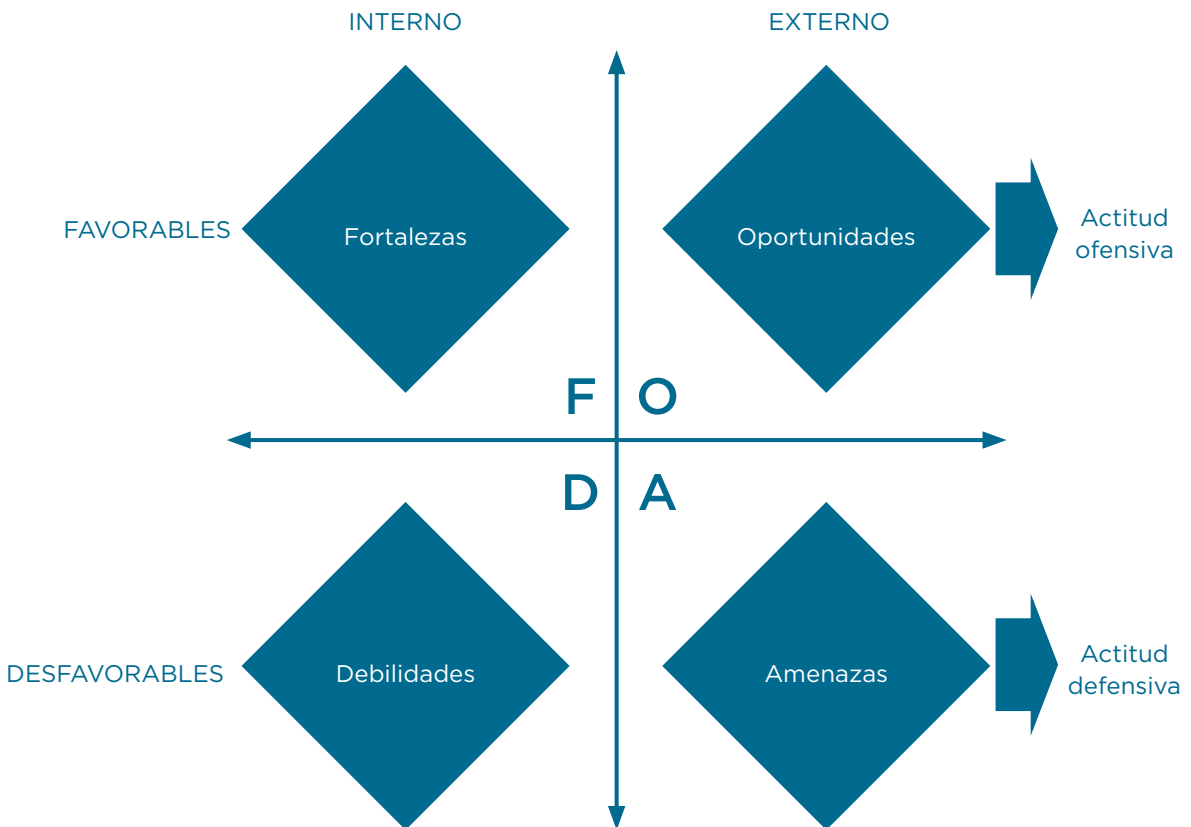 INTERNO
EXTERNO
FAVORABLES
Fortalezas
Oportunidades
Actitud
ofensiva
F
O
D
A
DESFAVORABLES
Debilidades
Amenazas
Actitud
defensiva